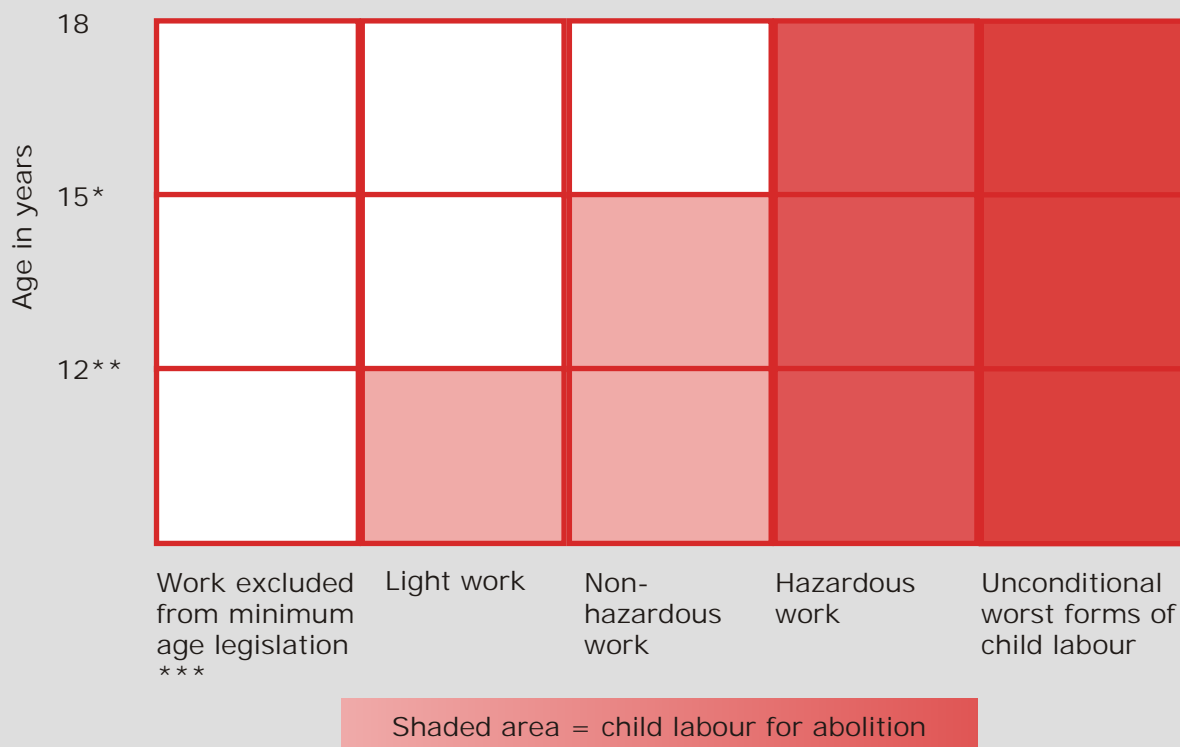 18
Age in years
15*
12**
Work excluded
from minimum
age legislation
***
Light work
Non-
hazardous
work
Hazardous
work
Unconditional
worst forms of
child labour
Shaded area = child labour for abolition